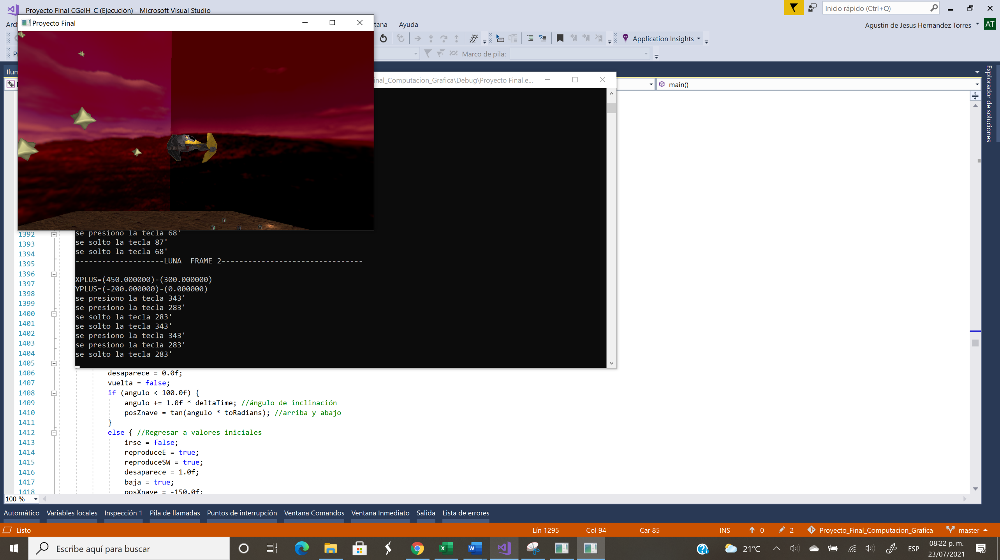 Proyecto Final CGeIH-C (Ejecución) - Microsoft Visual Studio
Inicio rápido (Ctrl+Q)
Proyecto Final
Ayuda
Agustin de Jesus Hernandez Torres
AT
Application Insights
Marco de pila:
inal_Computacion_Grafica\Debug\Proyecto Final.e...
main()
Explorador de soluciones
se presiono la tecla 68'
se solto la tecla 87'
se solto la tecla 68'
--------------------LUNA  FRAME 2--------------------------------
XPLUS=(450.000000)-(300.000000)
YPLUS=(-200.000000)-(0.000000)
se presiono la tecla 343'
se presiono la tecla 283'
se solto la tecla 283'
se solto la tecla 343'
se presiono la tecla 343'
se presiono la tecla 283'
se solto la tecla 283'
1392
1393
1394
1395
1396
1397
1398
1399
1400
1401
1402
1403
1404
1405
1406 desaparece = 0.0f;
1407 vuelta = false;
1408 if (angulo < 100.0f) {
1409 angulo += 1.0f * deltaTime; //ángulo de inclinación
1410 posZnave = tan(angulo * toRadians); //arriba y abajo
1411 }
1412 else { //Regresar a valores iniciales
1413 irse = false;
1414 reproduceE = true;
1415 reproduceSW = true;
1416 desaparece = 1.0f;
1417 baja = true;
1418 posXnave = -150.0f;
100 %
Automático Variables locales Inspección 1 Pila de llamadas Puntos de interrupción Ventana Comandos Ventana Inmediato Salida Lista de errores
Listo Lín 1295 Col 94 Car 85 INS 0 2 Proyecto_Final_Computacion_Grafica master
Escribe aquí para buscar
21°C
ESP
08:22 p. m.
23/07/2021